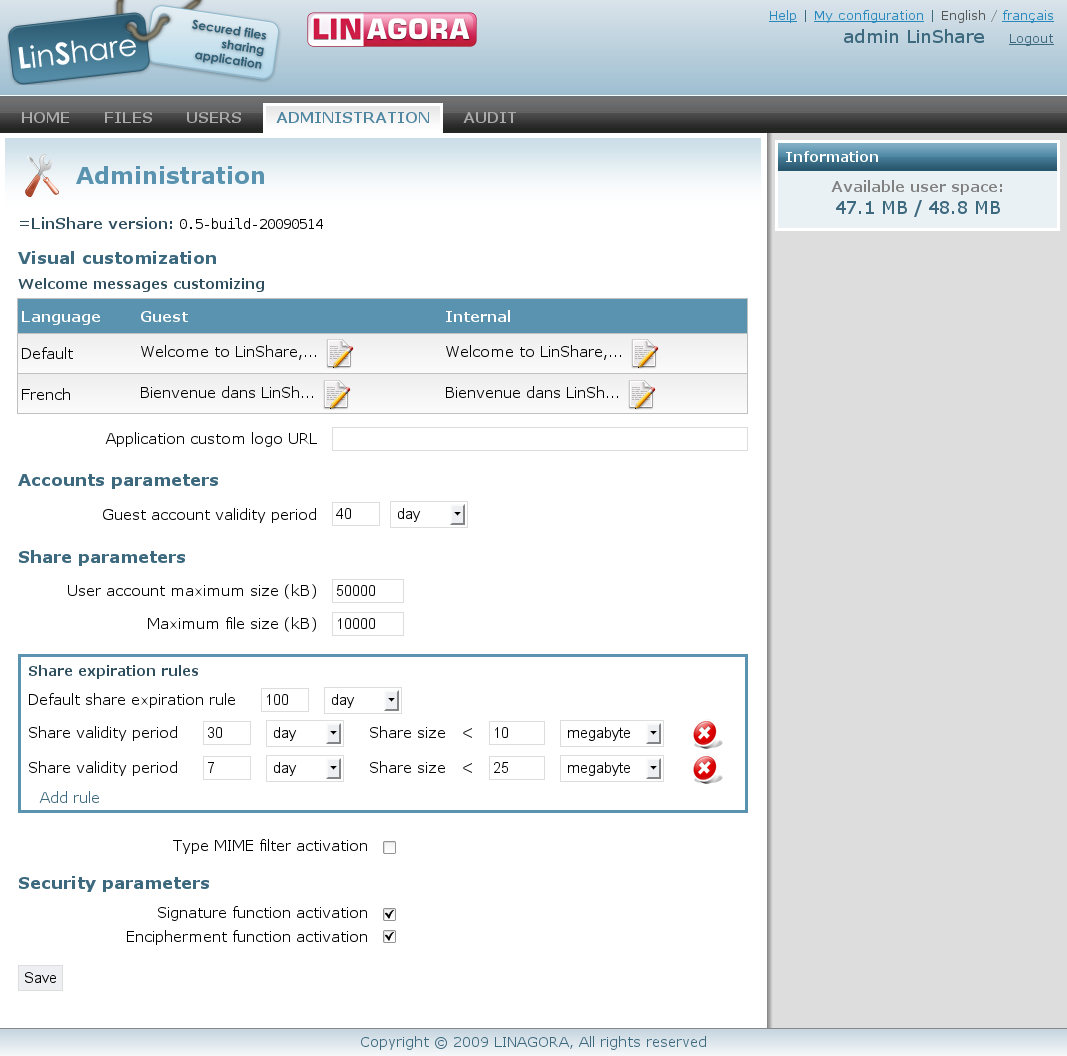 LinShare
Secured files
sharing
application
LINAGORA
Help | My configuration | English / français
admin LinShare Logout
HOME FILES USERS ADMINISTRATION AUDIT
Administration
=LinShare version: 0.5-build-20090514
Visual customization
Welcome messages customizing
Language Guest Internal
Default Welcome to LinShare,... Welcome to LinShare,...
French Bienvenue dans LinSh... Bienvenue dans LinSh...
Application custom logo URL
Accounts parameters
Guest account validity period 40 day
Share parameters
User account maximum size (kB) 50000
Maximum file size (kB) 10000
Share expiration rules
Default share expiration rule 100 day
Share validity period 30 day Share size < 10 megabyte
Share validity period 7 day Share size < 25 megabyte
Add rule
Type MIME filter activation
Security parameters
Signature function activation
Encipherment function activation
Save
Information
Available user space:
47.1 MB / 48.8 MB
Copyright © 2009 LINAGORA, All rights reserved